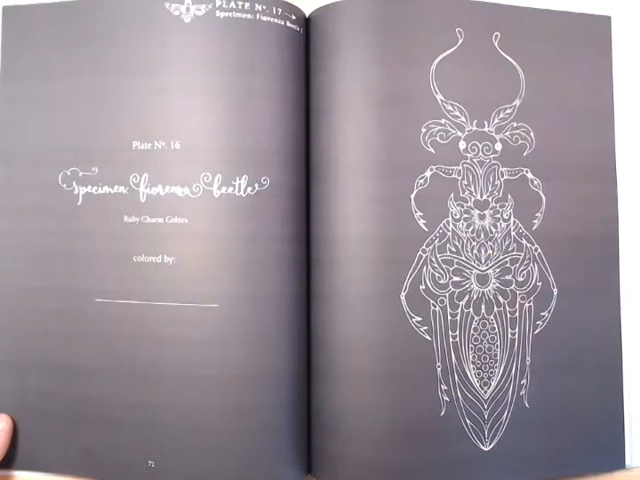 PLATE Nº. 17
Specimen: Fiorenza Beetle
Plate Nº. 16
specimen: fiorenza beetle
Ruby Charm Colors
colored by:
71